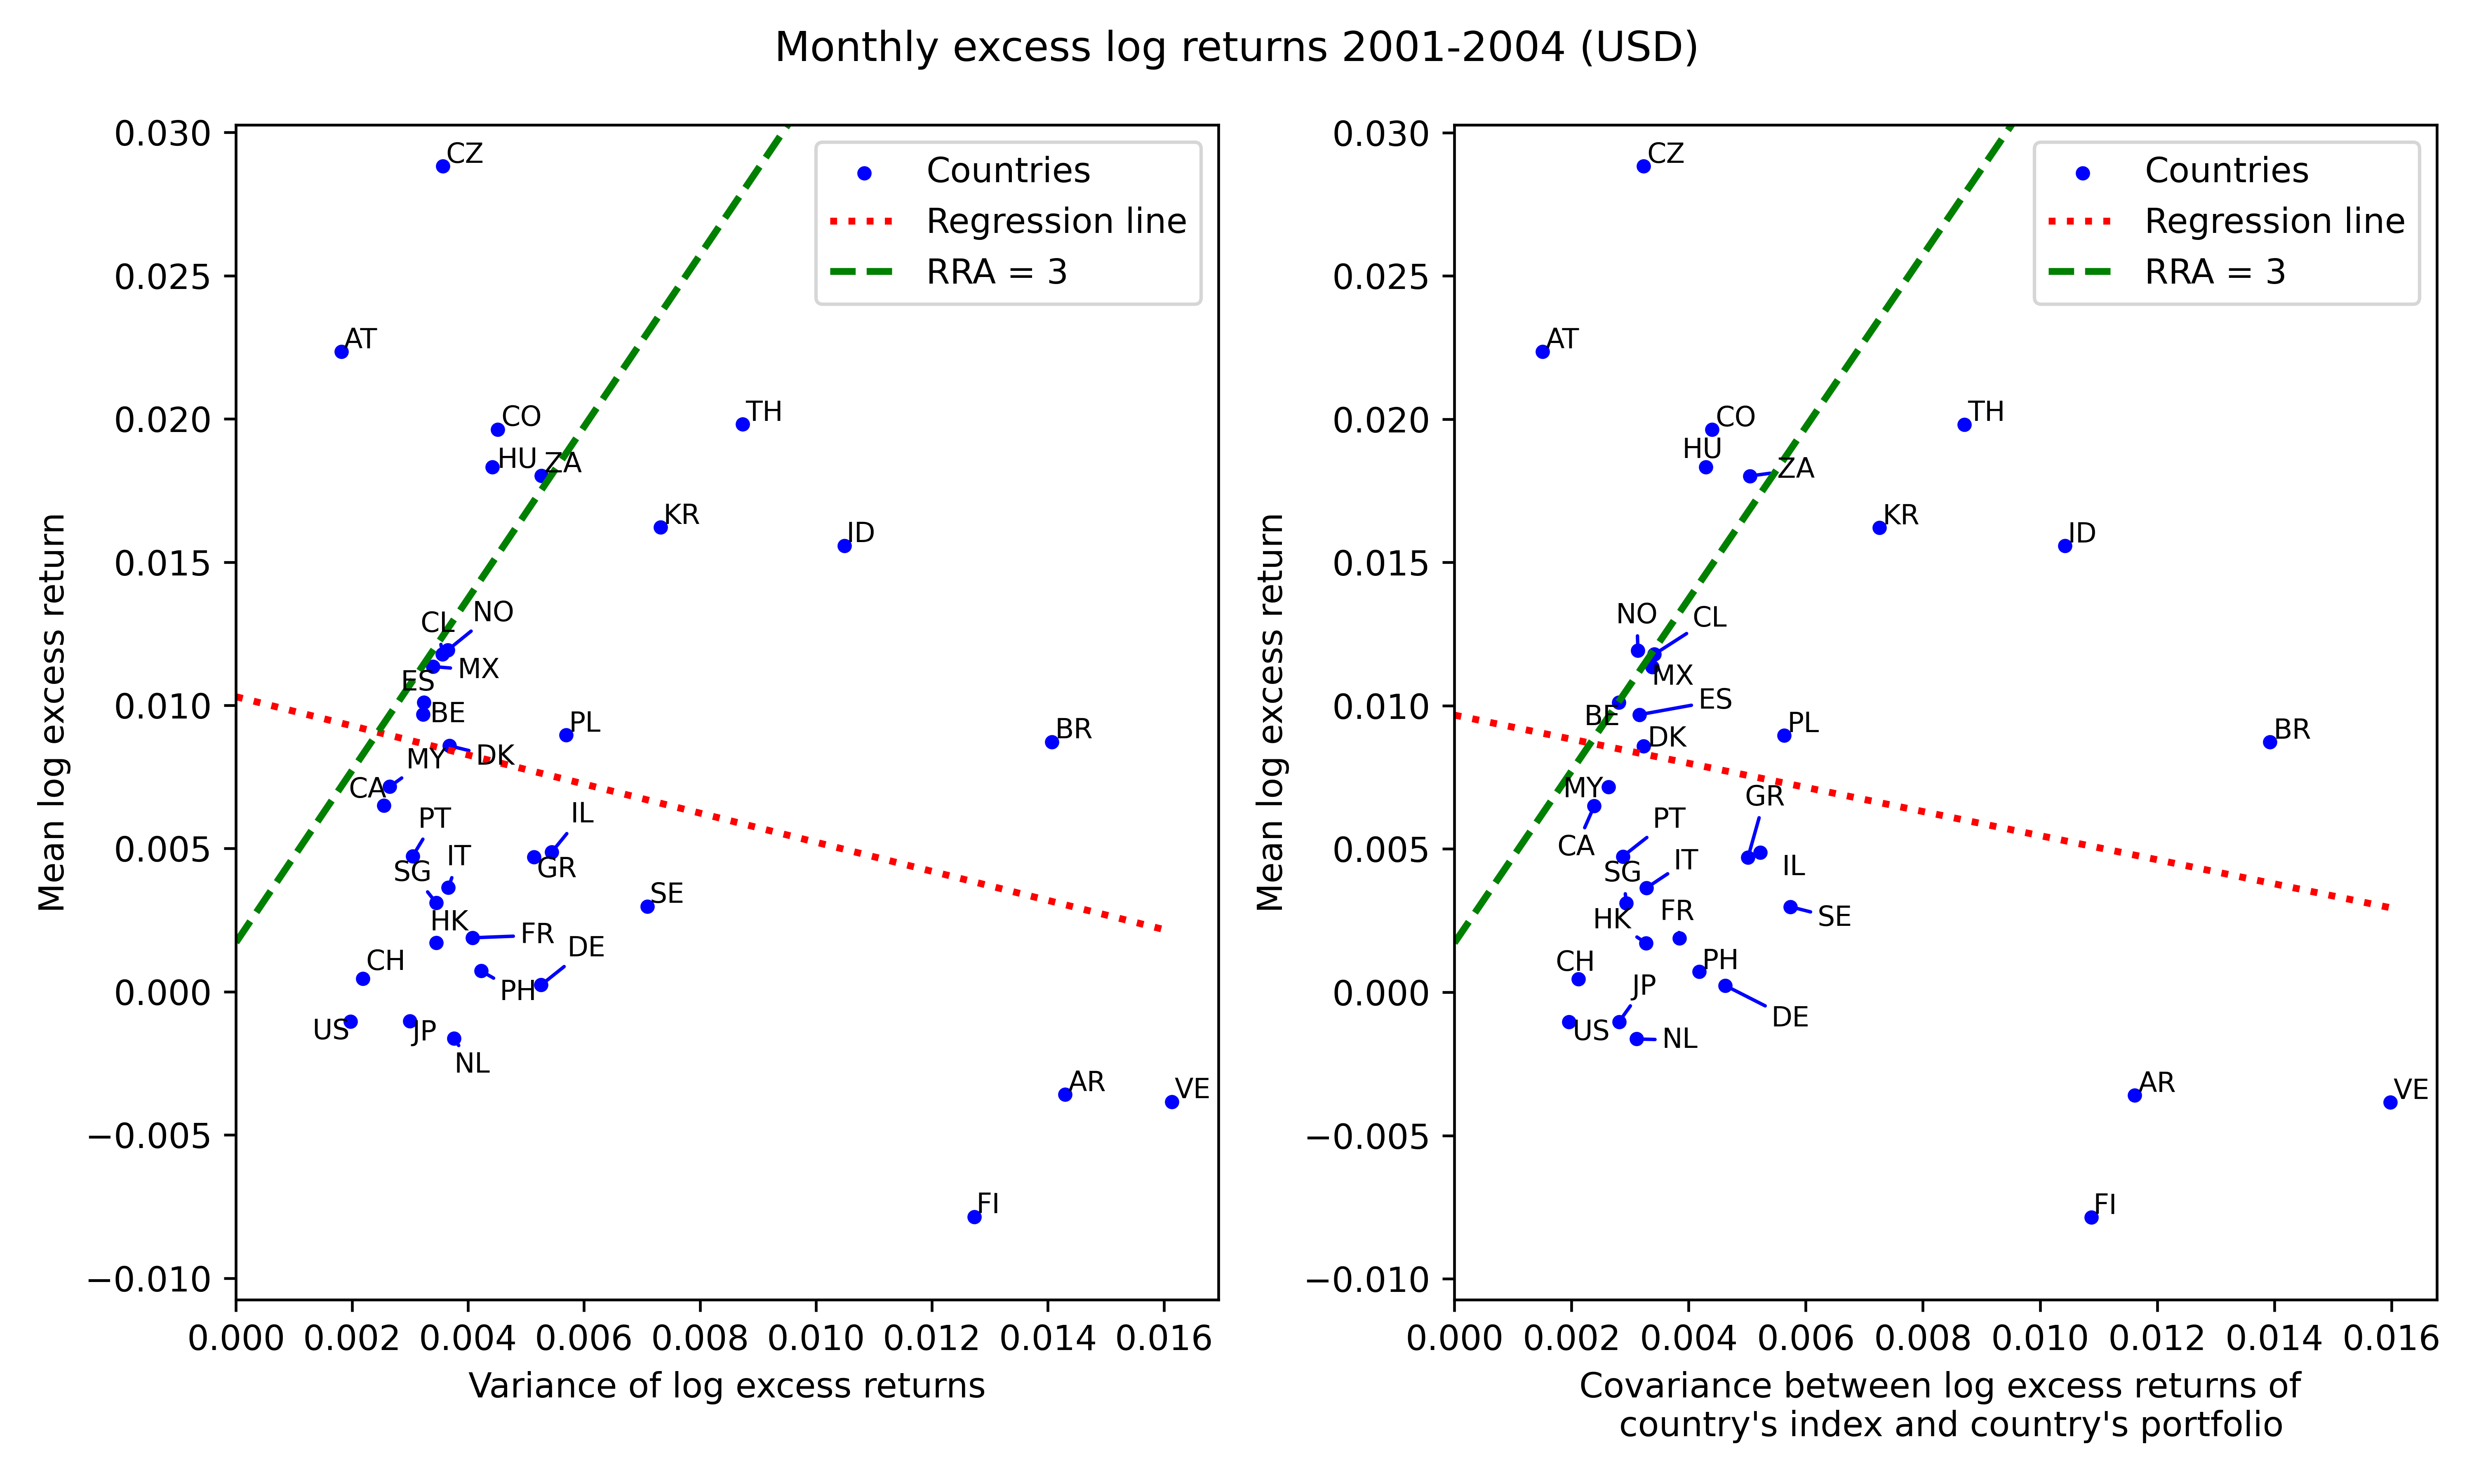 Monthly excess log returns 2001-2004 (USD)
Mean log excess return
0.030
0.025
0.020
0.015
0.010
0.005
0.000
−0.005
−0.010
Countries
Regression line
RRA = 3
CZ
AT
CO
TH
HU
ZA
KR
ID
NO
CL
MX
ES
BE
PL
BR
DK
MY
CA
PT
IL
IT
GR
SG
SE
HK
FR
DE
CH
PH
US
JP
NL
AR
VE
FI
0.000 0.002 0.004 0.006 0.008 0.010 0.012 0.014 0.016
Variance of log excess returns
Mean log excess return
0.030
0.025
0.020
0.015
0.010
0.005
0.000
−0.005
−0.010
Countries
Regression line
RRA = 3
CZ
AT
CO
TH
HU
ZA
KR
ID
NO
CL
MX
ES
BE
PL
BR
DK
MY
GR
PT
CA
IT
IL
SG
HK
FR
SE
CH
PH
JP
DE
US
NL
AR
VE
FI
0.000 0.002 0.004 0.006 0.008 0.010 0.012 0.014 0.016
Covariance between log excess returns of
country's index and country's portfolio